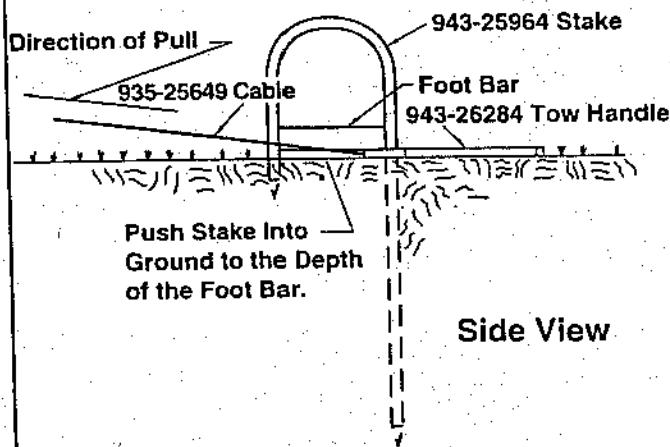 943-25964 Stake
Direction of Pull
935-25649 Cable
Foot Bar
943-26284 Tow Handle
Push Stake Into
Ground to the Depth
of the Foot Bar.
Side View